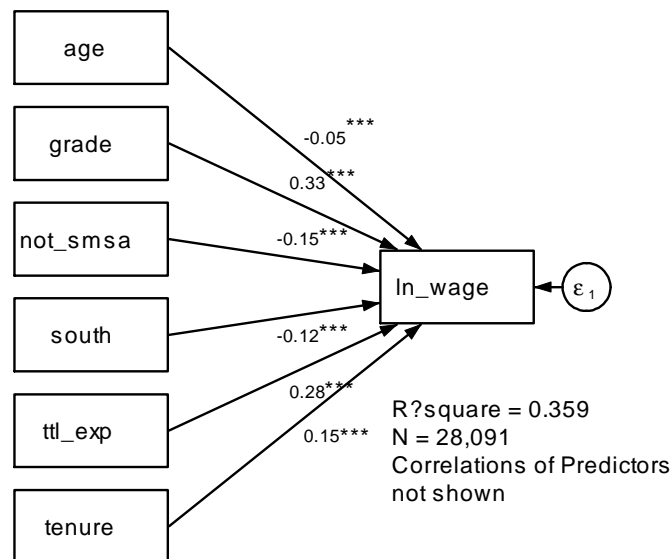 age
-0.05***
grade
0.33***
not_smsa
-0.15***
ln_wage
ε1
south
-0.12***
ttl_exp
0.28***
0.15***
tenure
R?square = 0.359
N = 28,091
Correlations of Predictors
not shown